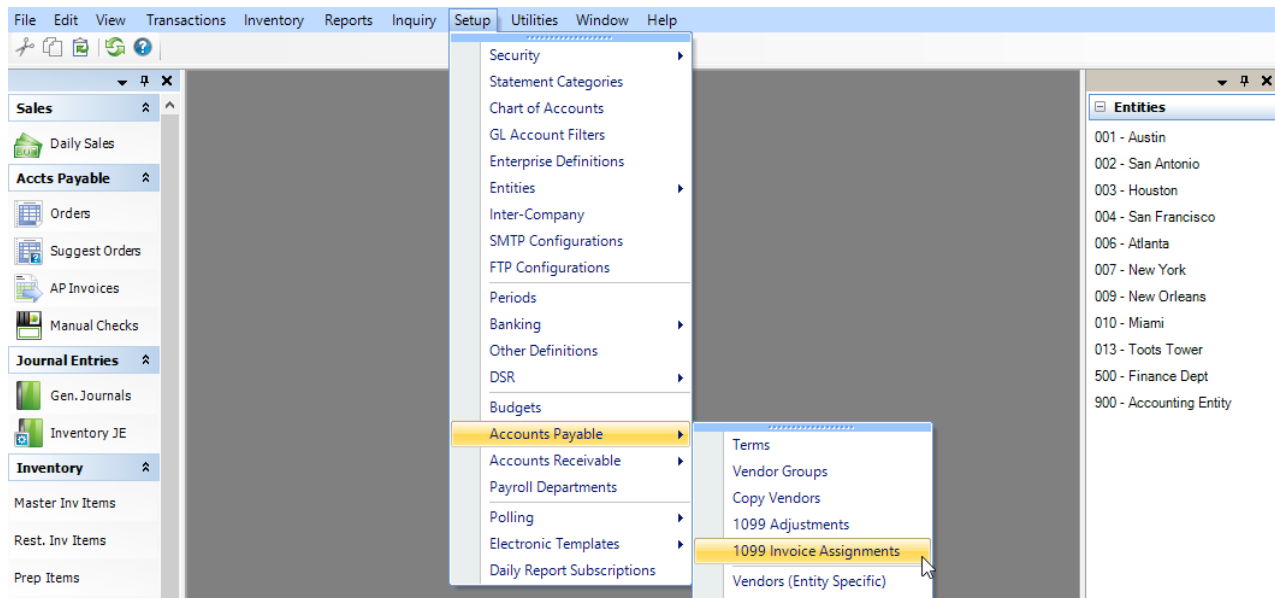 File Edit View Transactions Inventory Reports Inquiry Setup Utilities Window Help
Sales
Daily Sales
Accts Payable
Orders
Suggest Orders
AP Invoices
Manual Checks
Journal Entries
Gen. Journals
Inventory JE
Inventory
Master Inv Items
Rest. Inv Items
Prep Items
Security
Statement Categories
Chart of Accounts
GL Account Filters
Enterprise Definitions
Entities
Inter-Company
SMTP Configurations
FTP Configurations
Periods
Banking
Other Definitions
DSR
Budgets
Accounts Payable
Accounts Receivable
Payroll Departments
Polling
Electronic Templates
Daily Report Subscriptions
Terms
Vendor Groups
Copy Vendors
1099 Adjustments
1099 Invoice Assignments
Vendors (Entity Specific)
Entities
001 - Austin
002 - San Antonio
003 - Houston
004 - San Francisco
006 - Atlanta
007 - New York
009 - New Orleans
010 - Miami
013 - Toots Tower
500 - Finance Dept
900 - Accounting Entity